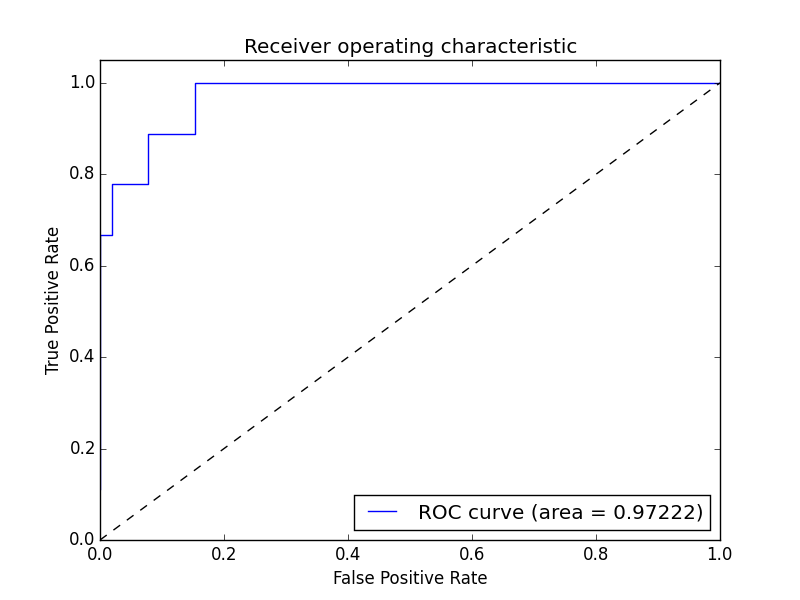 Receiver operating characteristic
1.0
0.8
0.6
0.4
0.2
0.0
True Positive Rate
ROC curve (area = 0.97222)
0.0 0.2 0.4 0.6 0.8 1.0
False Positive Rate